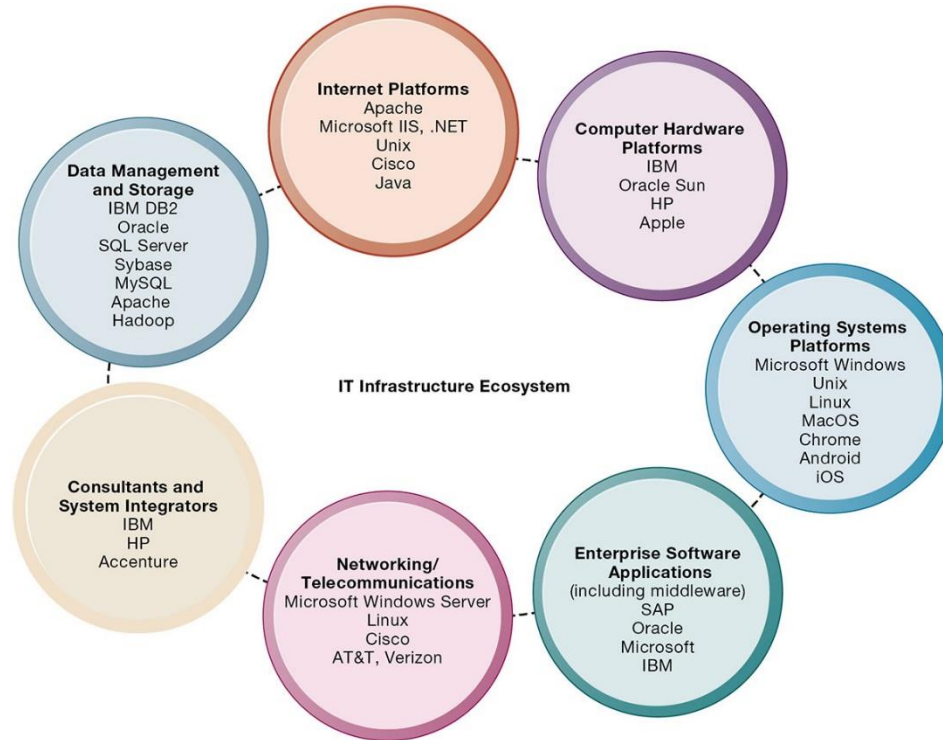 Internet Platforms
Apache
Microsoft IIS, .NET
Unix
Cisco
Java
Computer Hardware
Platforms
IBM
Oracle Sun
HP
Apple
Data Management
and Storage
IBM DB2
Oracle
SQL Server
Sybase
MySQL
Apache
Hadoop
Operating Systems
Platforms
Microsoft Windows
Unix
Linux
MacOS
Chrome
Android
iOS
IT Infrastructure Ecosystem
Consultants and
System Integrators
IBM
HP
Accenture
Networking/
Telecommunications
Microsoft Windows Server
Linux
Cisco
AT&T, Verizon
Enterprise Software
Applications
(including middleware)
SAP
Oracle
Microsoft
IBM